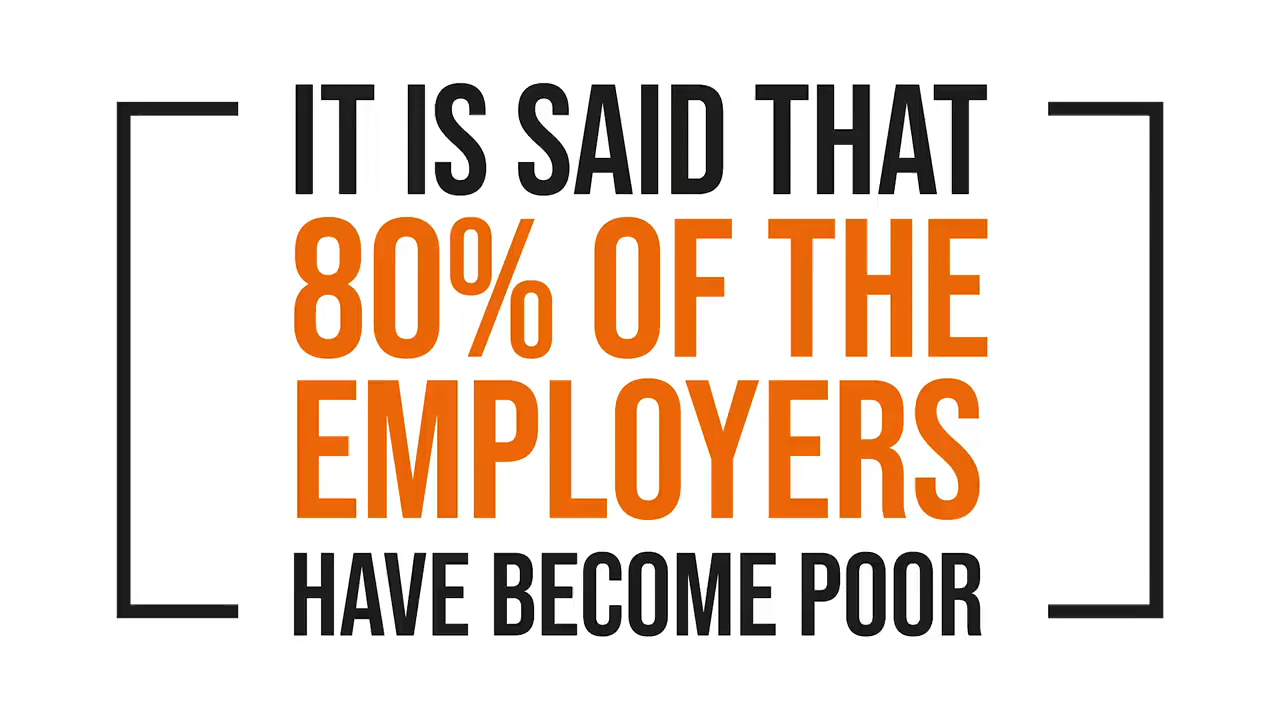 IT IS SAID THAT
80% OF THE
EMPLOYERS
HAVE BECOME POOR